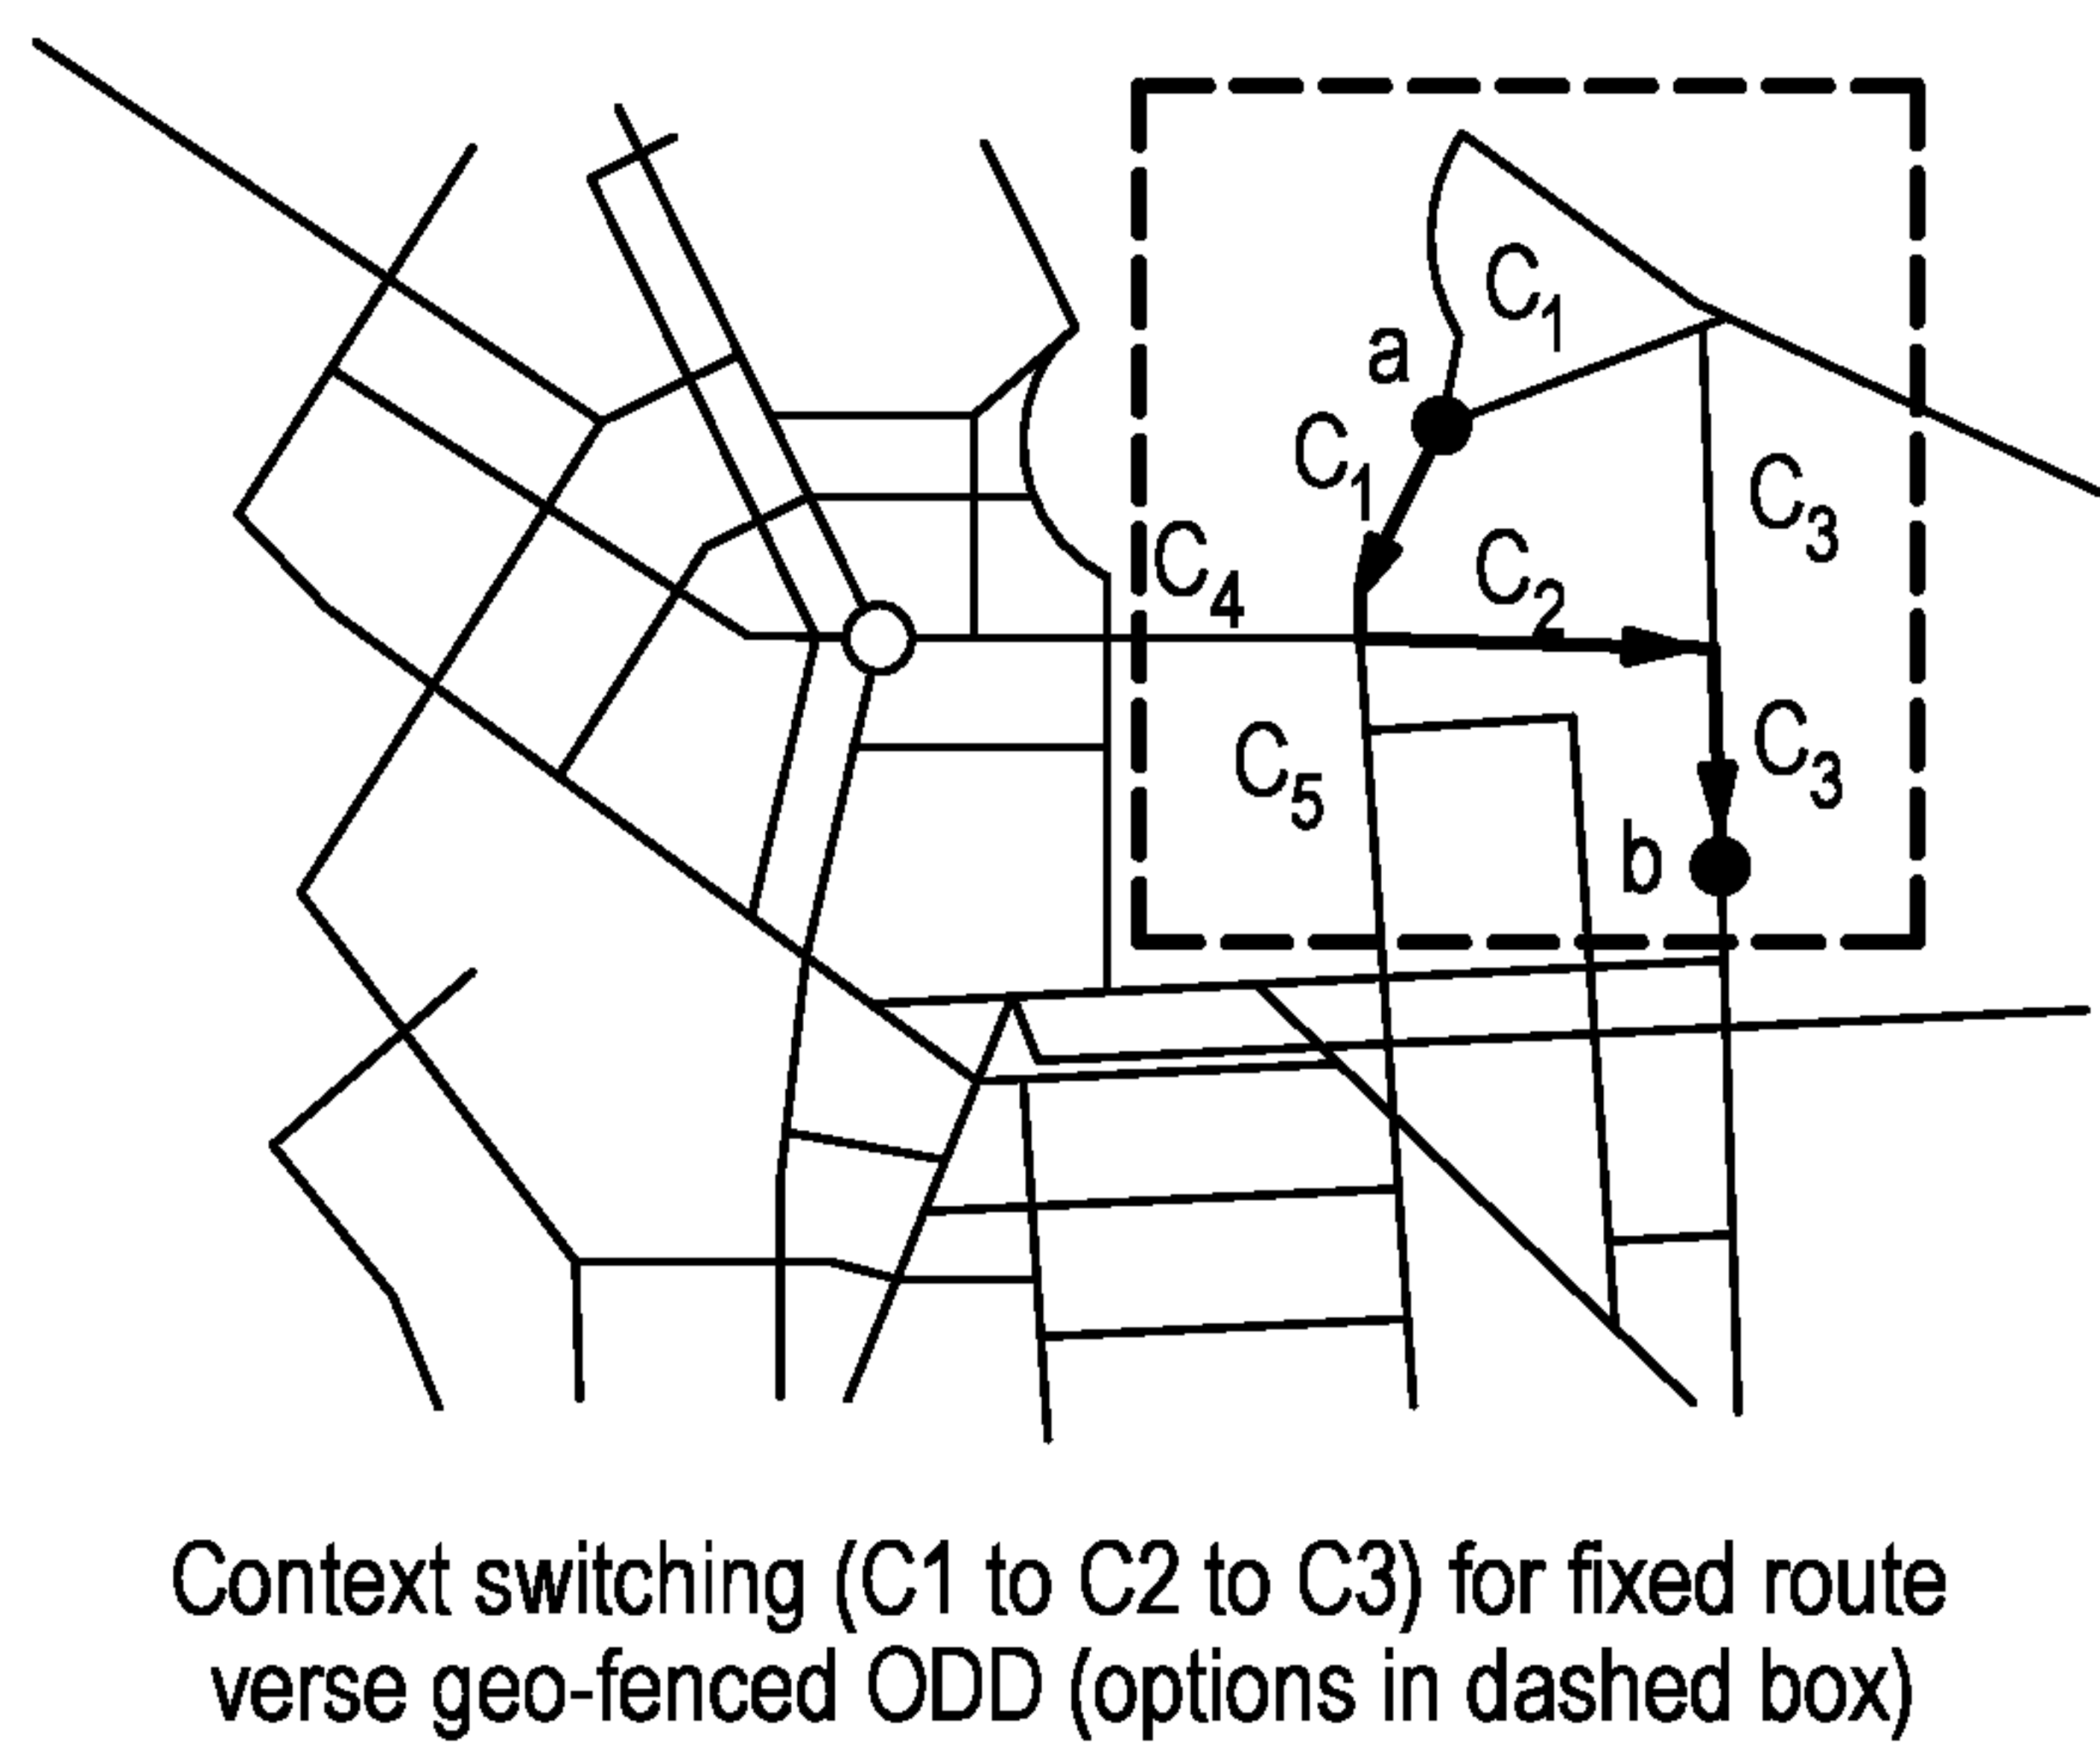 C1
a
C1
C3
C4
C2
C5
C3
b
Context switching (C1 to C2 to C3) for fixed route
verse geo-fenced ODD (options in dashed box)